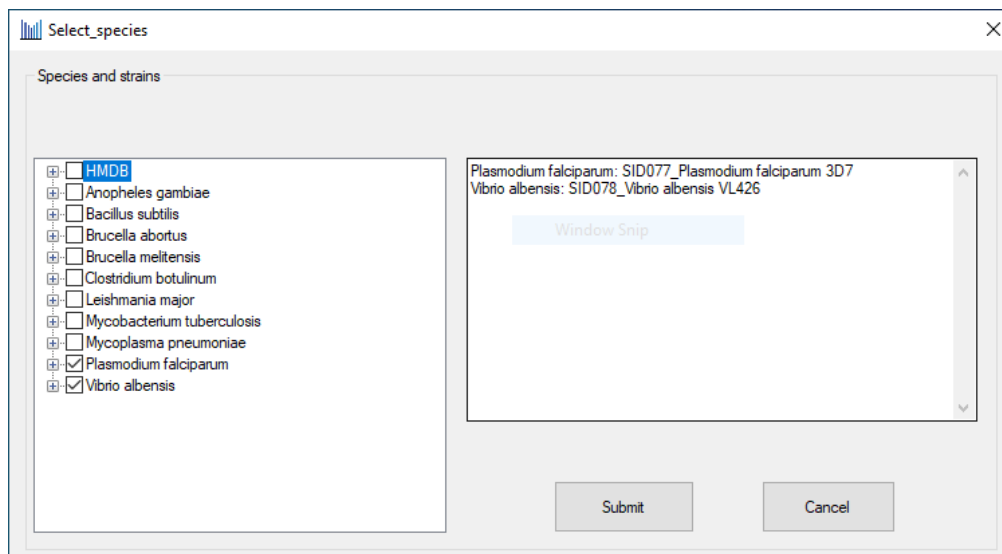 Select_species
Species and strains
HMDB
Anopheles gambiae
Bacillus subtilis
Brucella abortus
Brucella melitensis
Clostridium botulinum
Leishmania major
Mycobacterium tuberculosis
Mycoplasma pneumoniae
Plasmodium falciparum
Vibrio albensis
Plasmodium falciparum: SID077_Plasmodium falciparum 3D7
Vibrio albensis: SID078_Vibrio albensis VL426
Window Snip
Submit
Cancel